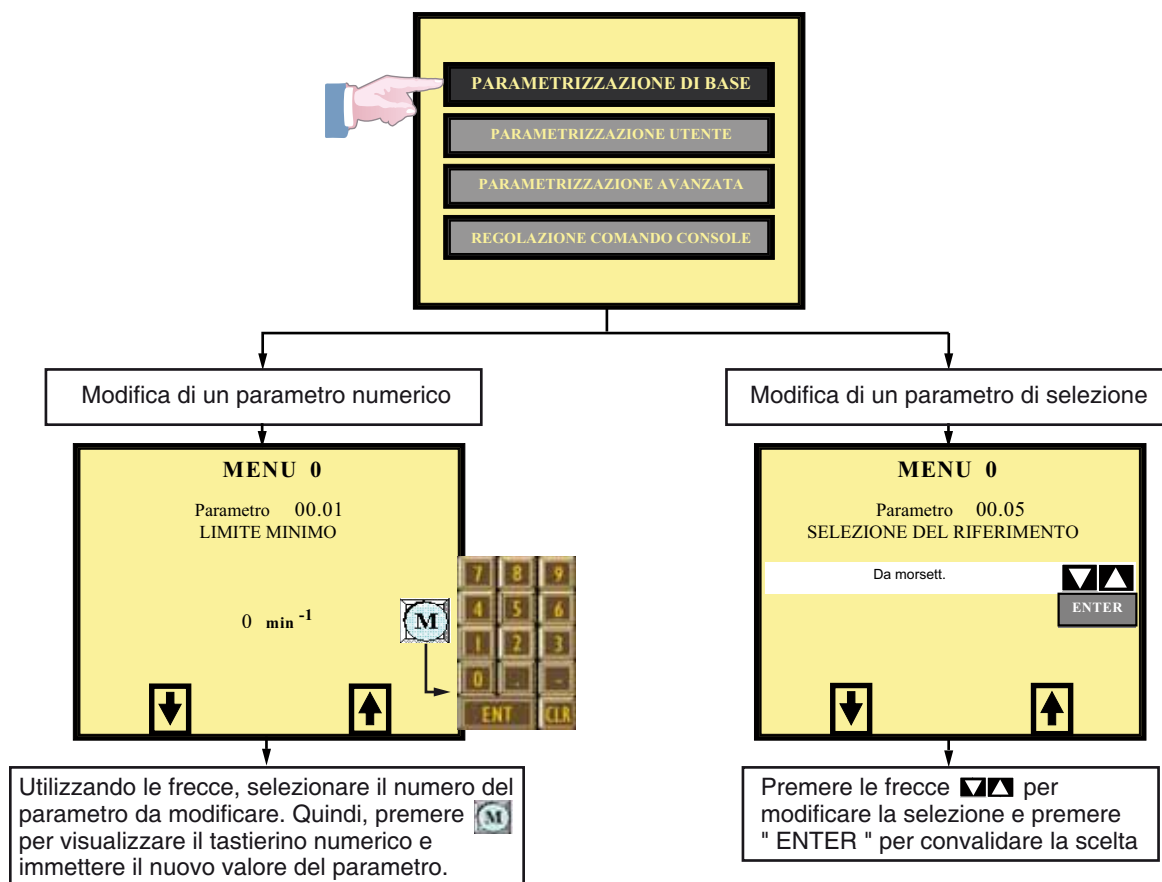 PARAMETRIZZAZIONE DI BASE
PARAMETRIZZAZIONE UTENTE
PARAMETRIZZAZIONE AVANZATA
REGOLAZIONE COMANDO CONSOLE
Modifica di un parametro numerico
MENU 0
Parametro 00.01
LIMITE MINIMO
0 min -1
M
7 8 9
4 5 6
1 2 3
0 . -
ENT CLR
Utilizzando le frecce, selezionare il numero del
parametro da modificare. Quindi, premere M
per visualizzare il tastierino numerico e
immettere il nuovo valore del parametro.
Modifica di un parametro di selezione
MENU 0
Parametro 00.05
SELEZIONE DEL RIFERIMENTO
Da morsett.
ENTER
Premere le frecce per
modificare la selezione e premere
" ENTER " per convalidare la scelta